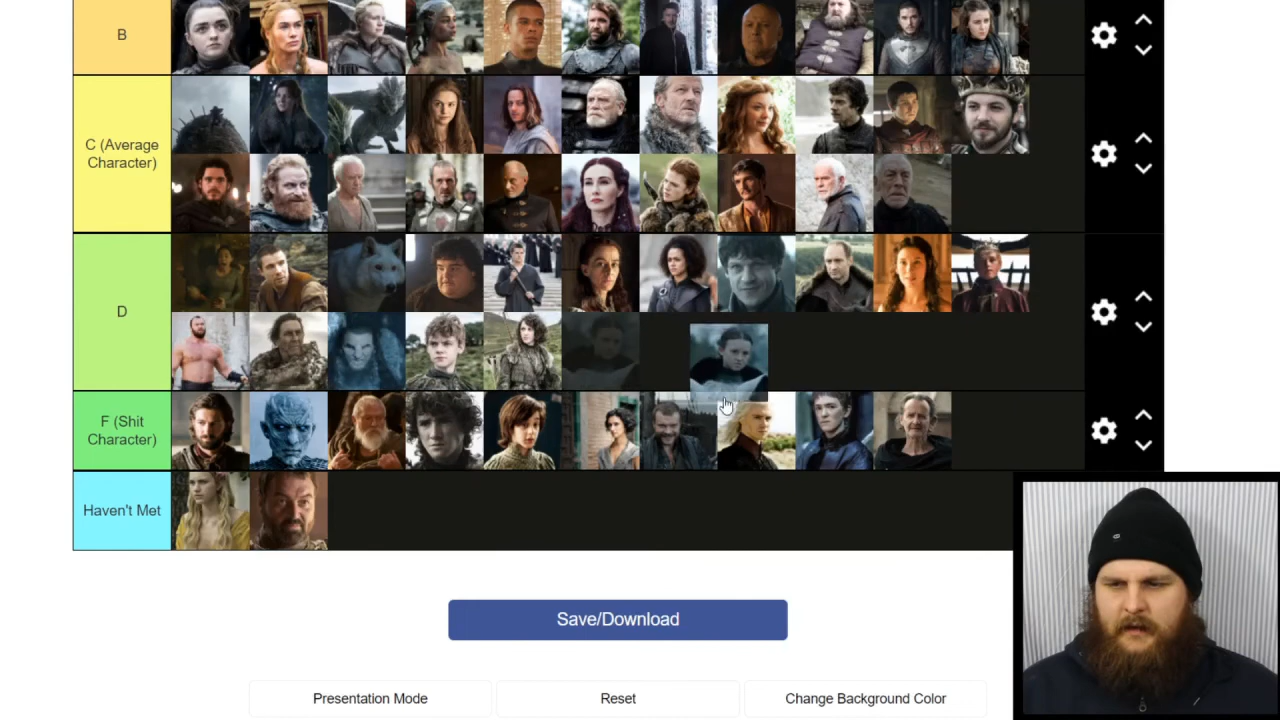 B
C (Average
Character)
D
F (Shit
Character)
Haven't Met
Save/Download
Presentation Mode
Reset
Change Background Color